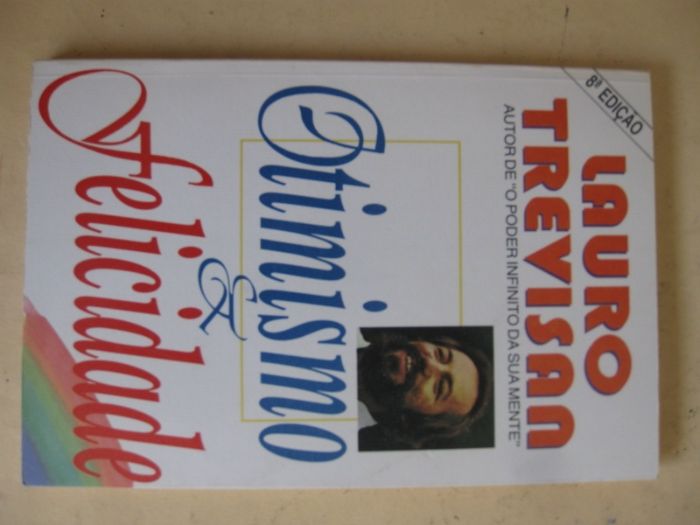 8ª EDIÇÃO
LAURO
TREVISAN
AUTOR DE "O PODER INFINITO DA SUA MENTE"
Otimismo
&
Felicidade